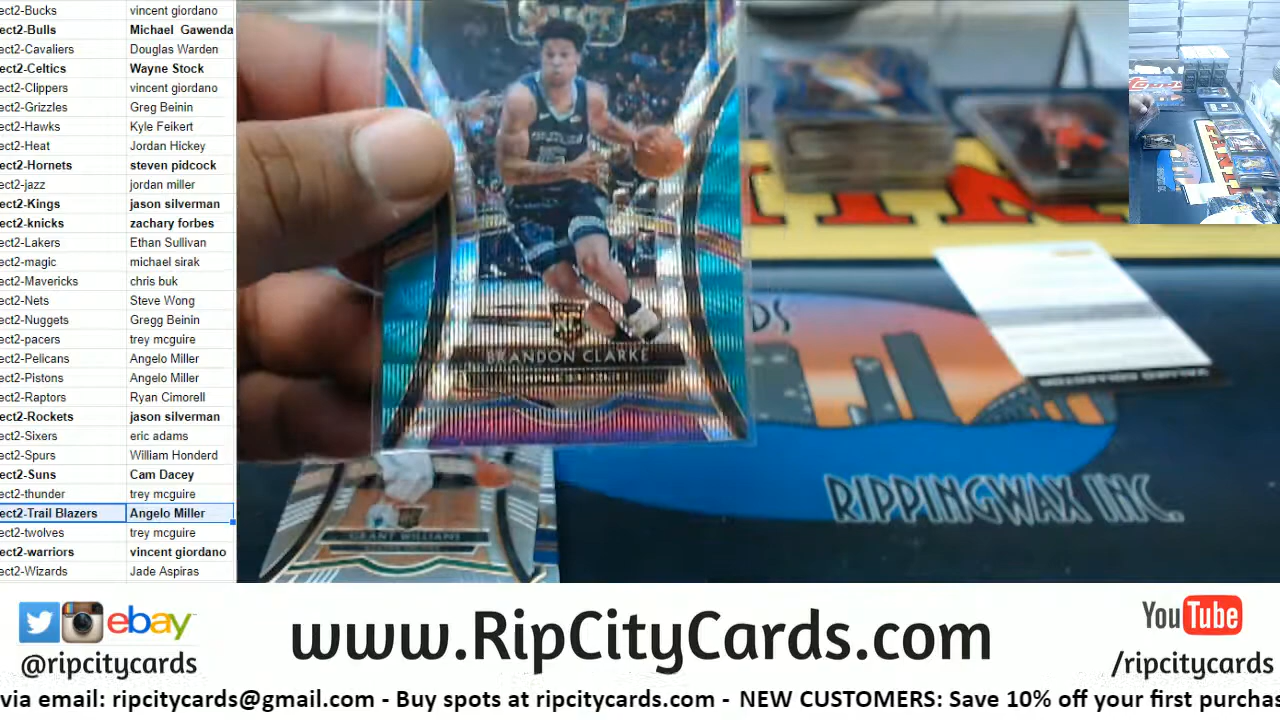 ect2-Bucks vincent giordano
ect2-Bulls Michael Gawenda
ect2-Cavaliers Douglas Warden
ect2-Celtics Wayne Stock
ect2-Clippers vincent giordano
ect2-Grizzles Greg Beinin
ect2-Hawks Kyle Feikert
ect2-Heat Jordan Hickey
ect2-Hornets steven pidcock
ect2-jazz jordan miller
ect2-Kings jason silverman
ect2-knicks zachary forbes
ect2-Lakers Ethan Sullivan
ect2-magic michael sirak
ect2-Mavericks chris buk
ect2-Nets Steve Wong
ect2-Nuggets Gregg Beinin
ect2-pacers trey mcguire
ect2-Pelicans Angelo Miller
ect2-Pistons Angelo Miller
ect2-Raptors Ryan Cimorell
ect2-Rockets jason silverman
ect2-Sixers eric adams
ect2-Spurs William Honderd
ect2-Suns Cam Dacey
ect2-thunder trey mcguire
ect2-Trail Blazers Angelo Miller
ect2-twolves trey mcguire
ect2-warriors vincent giordano
ect2-Wizards Jade Aspiras
BRANDON CLARKE
GRANT WILLIAMS
DS
RIPPINGWAX INC.
ebay
@ripcitycards
www.RipCityCards.com
YouTube
/ripcitycards
via email: ripcitycards@gmail.com - Buy spots at ripcitycards.com - NEW CUSTOMERS: Save 10% off your first purchas